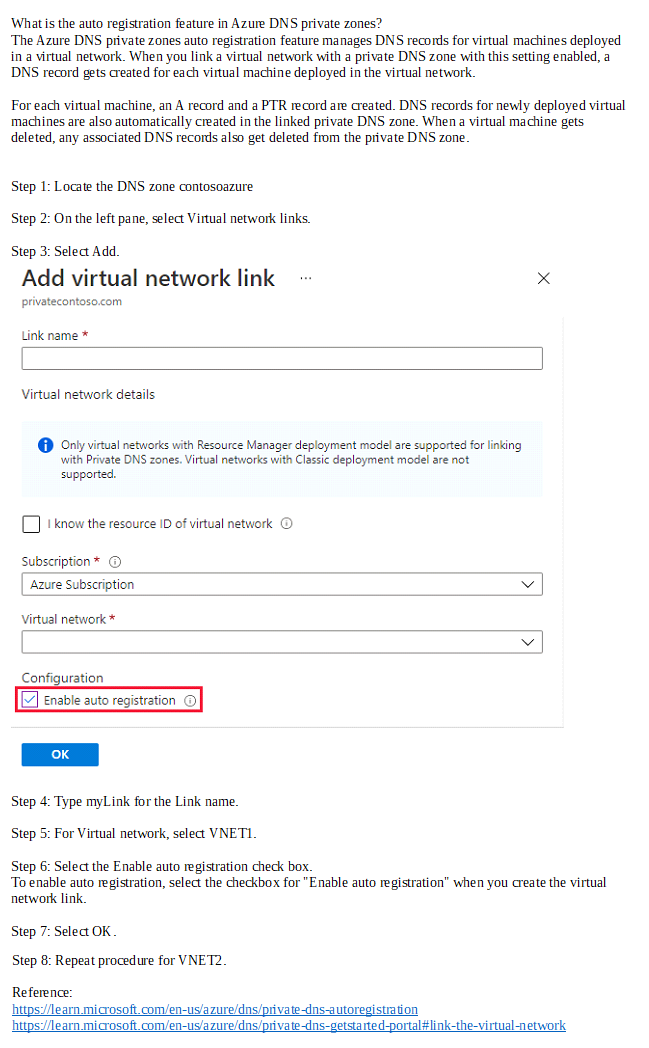 What is the auto registration feature in Azure DNS private zones?
The Azure DNS private zones auto registration feature manages DNS records for virtual machines deployed
in a virtual network. When you link a virtual network with a private DNS zone with this setting enabled, a
DNS record gets created for each virtual machine deployed in the virtual network.
For each virtual machine, an A record and a PTR record are created. DNS records for newly deployed virtual
machines are also automatically created in the linked private DNS zone. When a virtual machine gets
deleted, any associated DNS records also get deleted from the private DNS zone.
Step 1: Locate the DNS zone contosoazure
Step 2: On the left pane, select Virtual network links.
Step 3: Select Add.
Add virtual network link ...
privatecontoso.com
Link name *
Virtual network details
Only virtual networks with Resource Manager deployment model are supported for linking
with Private DNS zones. Virtual networks with Classic deployment model are not
supported.
I know the resource ID of virtual network
Subscription *
Azure Subscription
Virtual network *
Configuration
Enable auto registration
OK
Step 4: Type myLink for the Link name.
Step 5: For Virtual network, select VNET1.
Step 6: Select the Enable auto registration check box.
To enable auto registration, select the checkbox for "Enable auto registration" when you create the virtual
network link.
Step 7: Select OK.
Step 8: Repeat procedure for VNET2.
Reference:
https://learn.microsoft.com/en-us/azure/dns/private-dns-autoregistration
https://learn.microsoft.com/en-us/azure/dns/private-dns-getstarted-portal#link-the-virtual-network